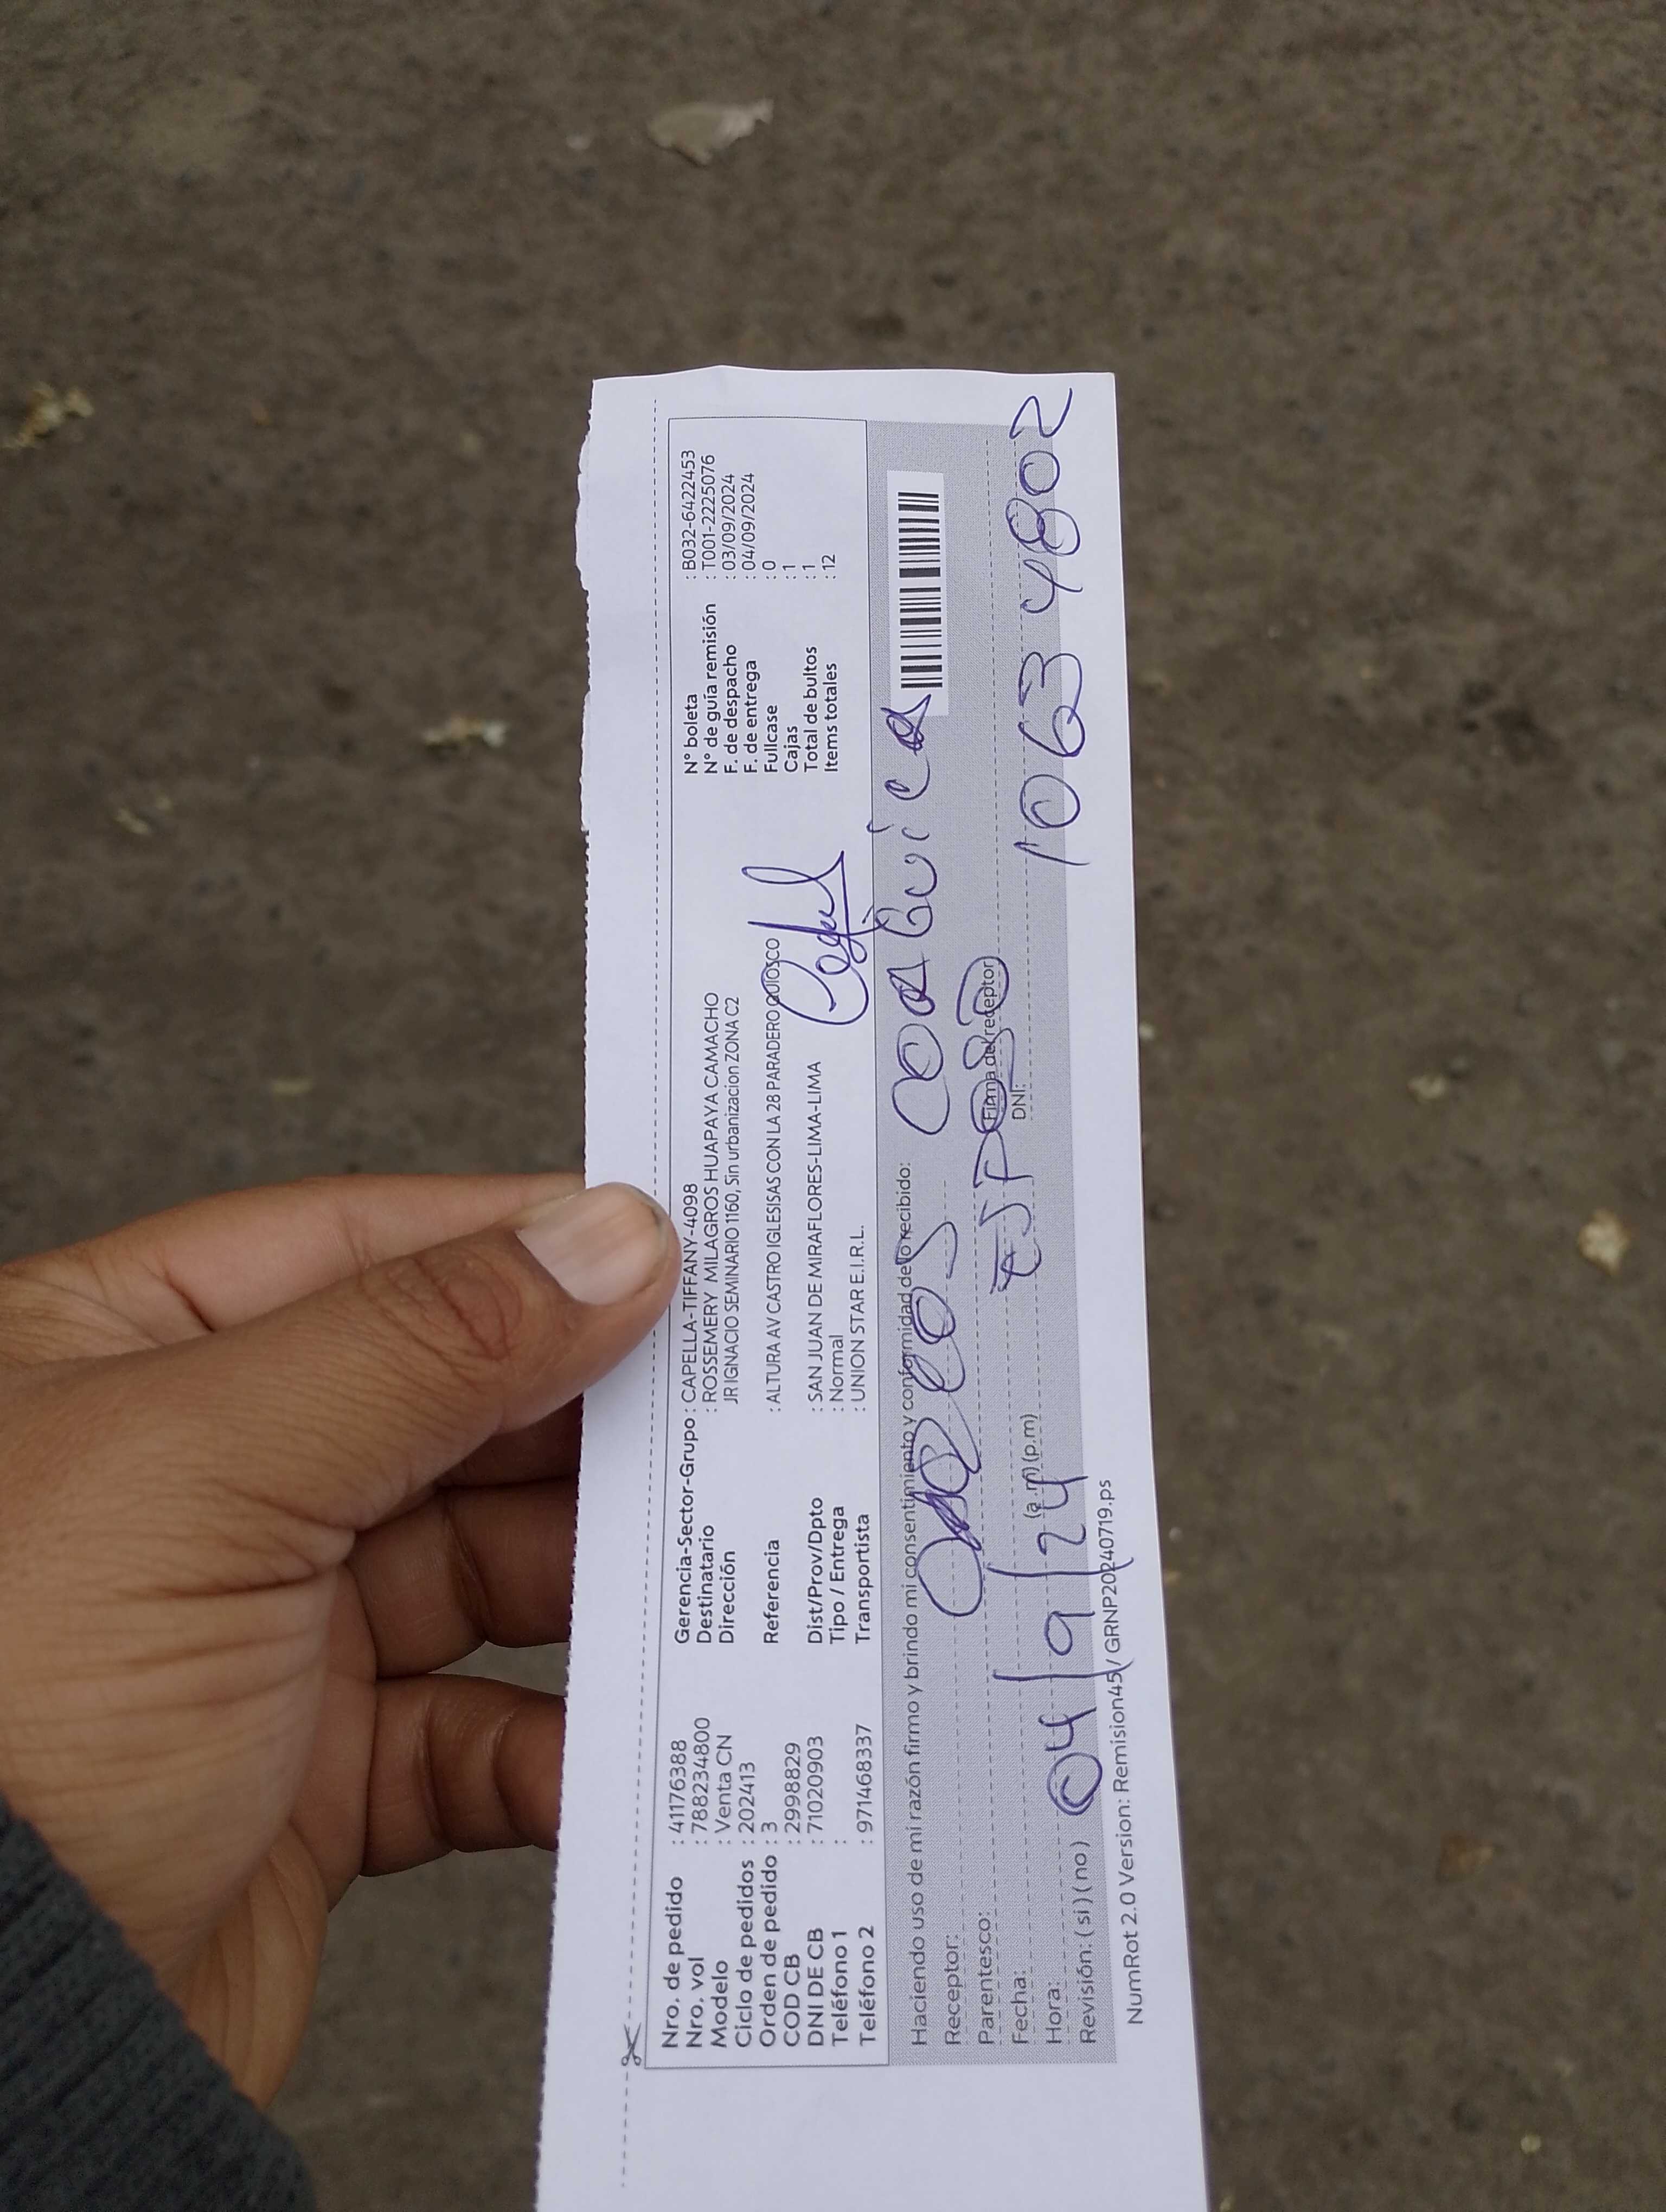 Nro. de pedido : 41176388
Nro. vol : 788234800
Modelo : Venta CN
Ciclo de pedidos : 202413
Orden de pedido : 3
COD CB : 2998829
DNI DE CB : 71020903
Teléfono 1 :
Teléfono 2 : 971468337
Gerencia-Sector-Grupo : CAPELLA-TIFFANY-4098
Destinatario : ROSSEMERY MILAGROS HUAPAYA CAMACHO
Dirección JR IGNACIO SEMINARIO 1160, Sin urbanizacion ZONA C2
Referencia : ALTURA AV CASTRO IGLESISAS CON LA 28 PARADERO QUIOSCO
Dist/Prov/Dpto : SAN JUAN DE MIRAFLORES-LIMA-LIMA
Tipo / Entrega : Normal
Transportista : UNION STAR E.I.R.L.
N° boleta : B032-6422453
N° de guía remisión : T001-2225076
F. de despacho : 03/09/2024
F. de entrega : 04/09/2024
Fullcase : 0
Cajas : 1
Total de bultos : 1
Items totales : 12
Haciendo uso de mi razón firmo y brindo mi consentimiento y conformidad de lo recibido:
Receptor:
Parentesco: ESPOSO
Firma del receptor
Fecha:
DNI: 10634802
Hora: (a.m) (p.m)
04/9/24
Revisión: ( si ) ( no )
NumRot 2.0 Version: Remision45 / GRNP20240719.ps